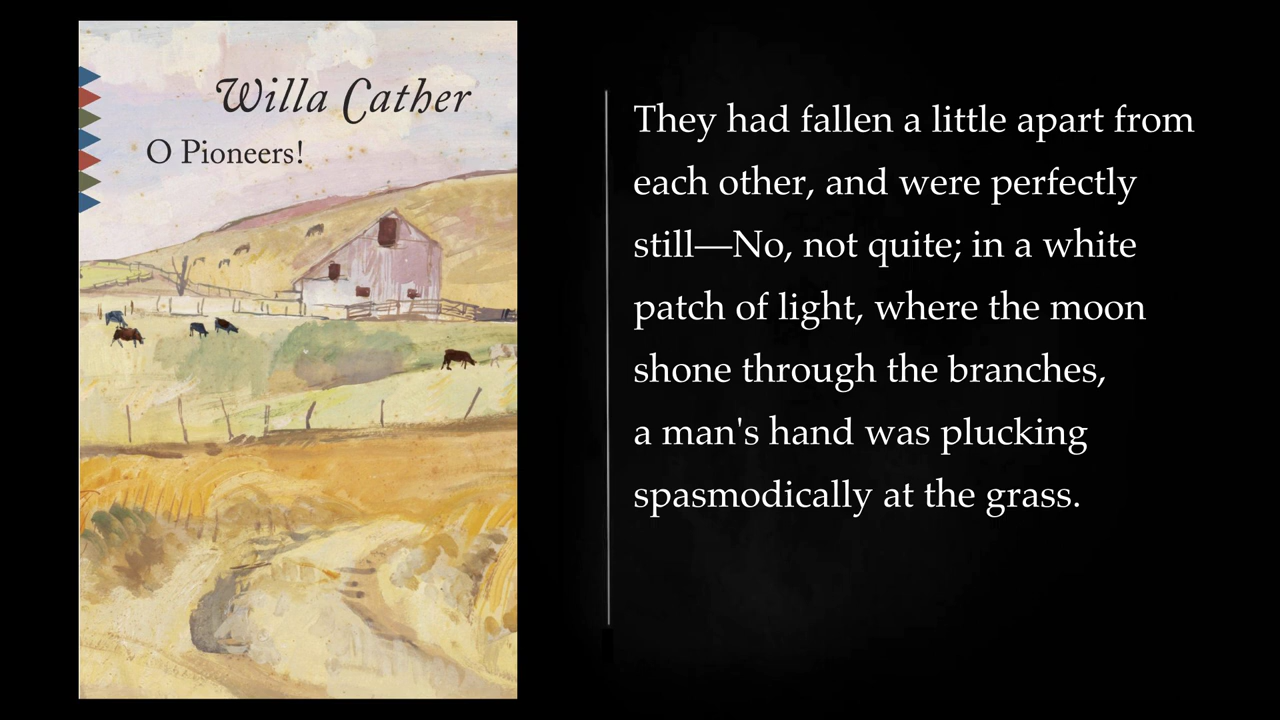 Willa Cather
O Pioneers!
They had fallen a little apart from
each other, and were perfectly
still—No, not quite; in a white
patch of light, where the moon
shone through the branches,
a man's hand was plucking
spasmodically at the grass.